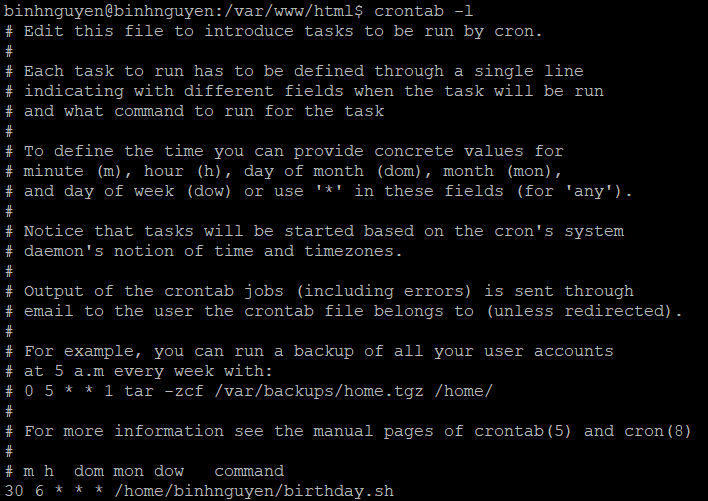 binhnguyen@binhnguyen:/var/www/html$ crontab -l
# Edit this file to introduce tasks to be run by cron.
#
# Each task to run has to be defined through a single line
# indicating with different fields when the task will be run
# and what command to run for the task
#
# To define the time you can provide concrete values for
# minute (m), hour (h), day of month (dom), month (mon),
# and day of week (dow) or use '*' in these fields (for 'any').
#
# Notice that tasks will be started based on the cron's system
# daemon's notion of time and timezones.
#
# Output of the crontab jobs (including errors) is sent through
# email to the user the crontab file belongs to (unless redirected).
#
# For example, you can run a backup of all your user accounts
# at 5 a.m every week with:
# 0 5 * * 1 tar -zcf /var/backups/home.tgz /home/
#
# For more information see the manual pages of crontab(5) and cron(8)
#
# m h  dom mon dow   command
30 6 * * * /home/binhnguyen/birthday.sh